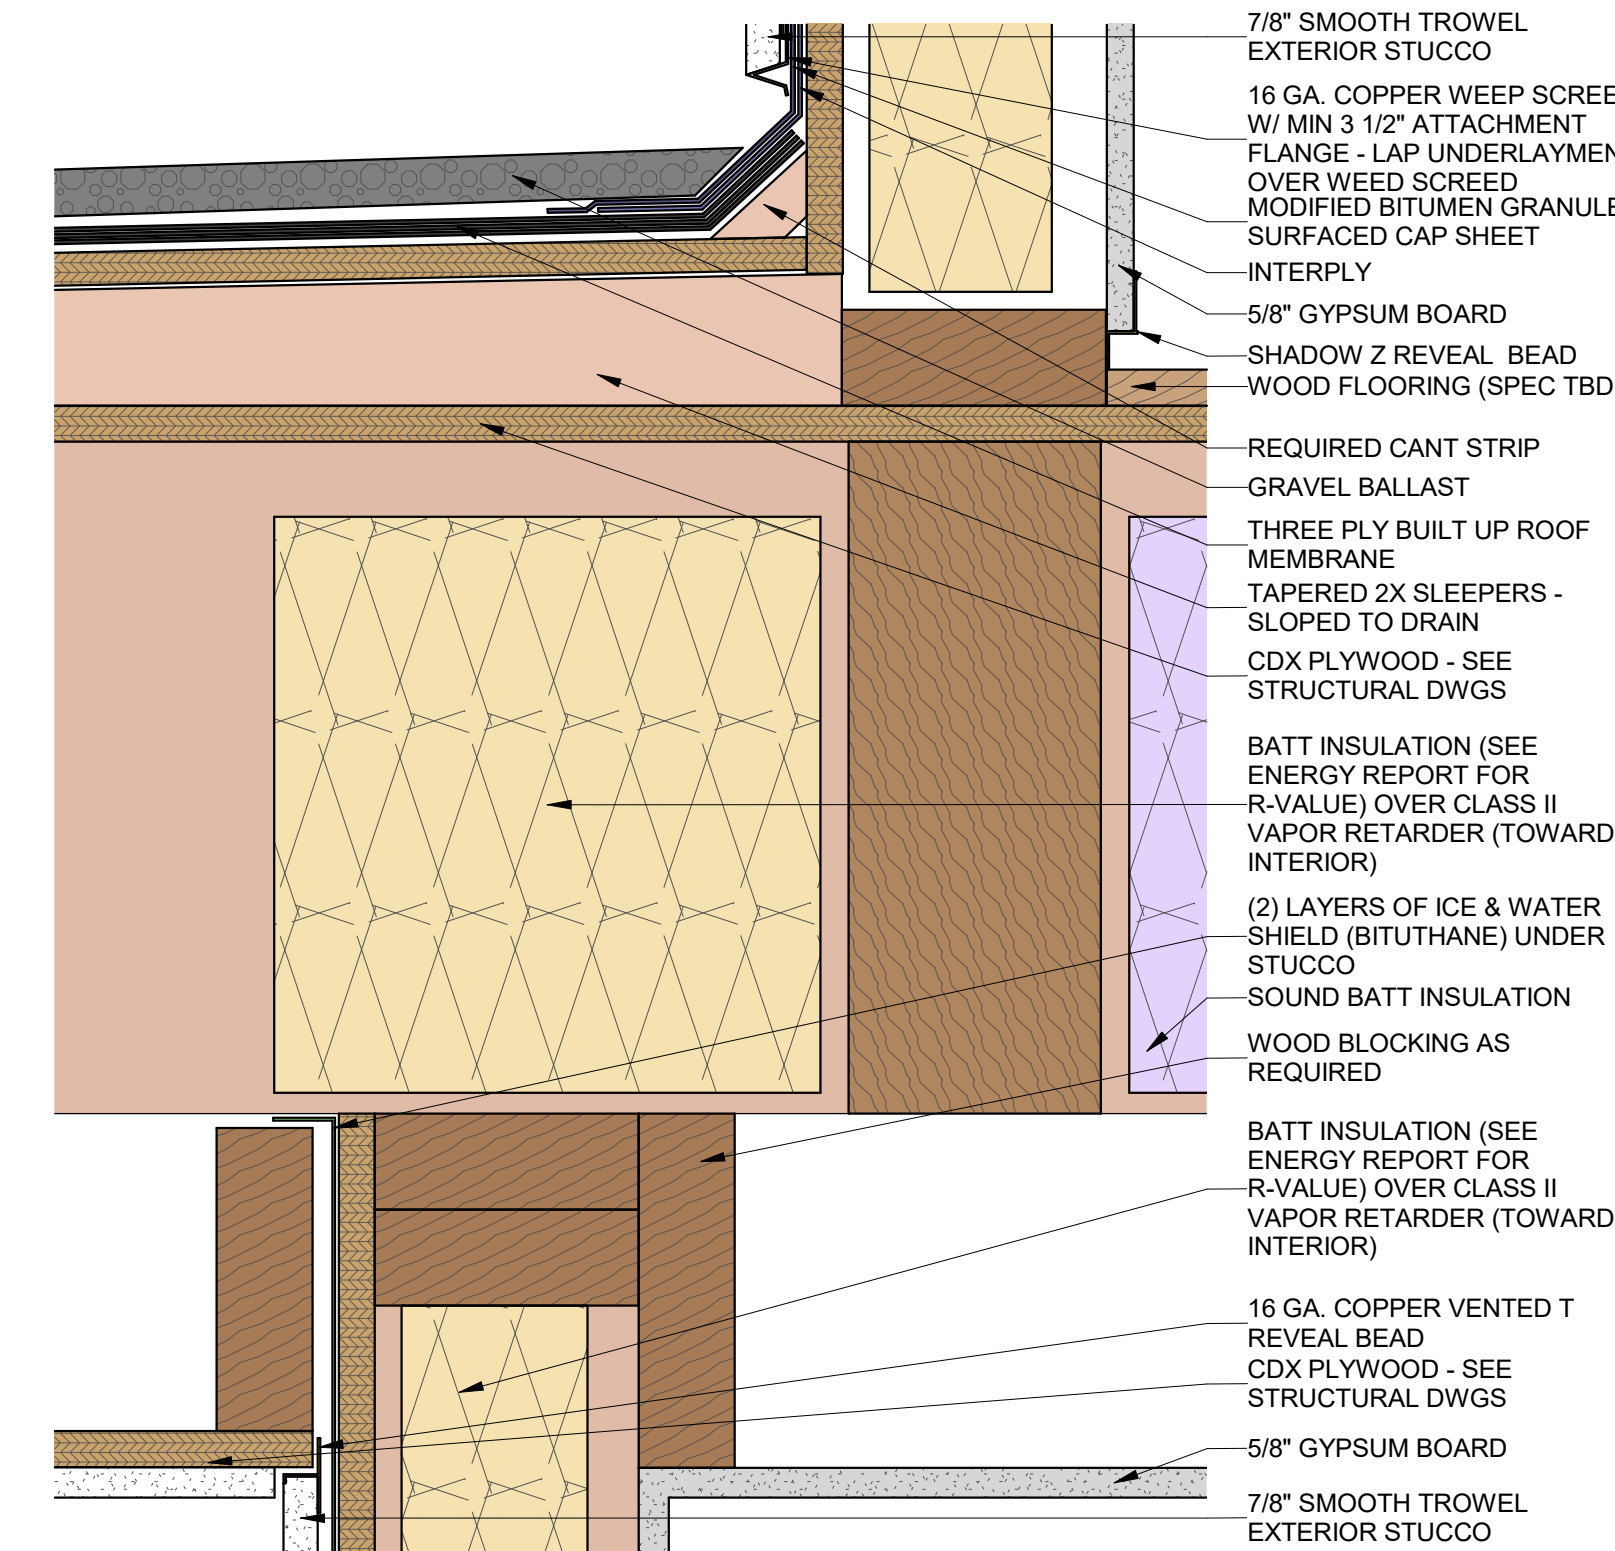 7/8" SMOOTH TROWEL
EXTERIOR STUCCO
16 GA. COPPER WEEP SCREE
W/ MIN 3 1/2" ATTACHMENT
FLANGE - LAP UNDERLAYMEN
OVER WEED SCREED
MODIFIED BITUMEN GRANULE
SURFACED CAP SHEET
INTERPLY
5/8" GYPSUM BOARD
SHADOW Z REVEAL BEAD
WOOD FLOORING (SPEC TBD
REQUIRED CANT STRIP
GRAVEL BALLAST
THREE PLY BUILT UP ROOF
MEMBRANE
TAPERED 2X SLEEPERS -
SLOPED TO DRAIN
CDX PLYWOOD - SEE
STRUCTURAL DWGS
BATT INSULATION (SEE
ENERGY REPORT FOR
R-VALUE) OVER CLASS II
VAPOR RETARDER (TOWARD
INTERIOR)
(2) LAYERS OF ICE & WATER
SHIELD (BITUTHANE) UNDER
STUCCO
SOUND BATT INSULATION
WOOD BLOCKING AS
REQUIRED
BATT INSULATION (SEE
ENERGY REPORT FOR
R-VALUE) OVER CLASS II
VAPOR RETARDER (TOWARD
INTERIOR)
16 GA. COPPER VENTED T
REVEAL BEAD
CDX PLYWOOD - SEE
STRUCTURAL DWGS
5/8" GYPSUM BOARD
7/8" SMOOTH TROWEL
EXTERIOR STUCCO